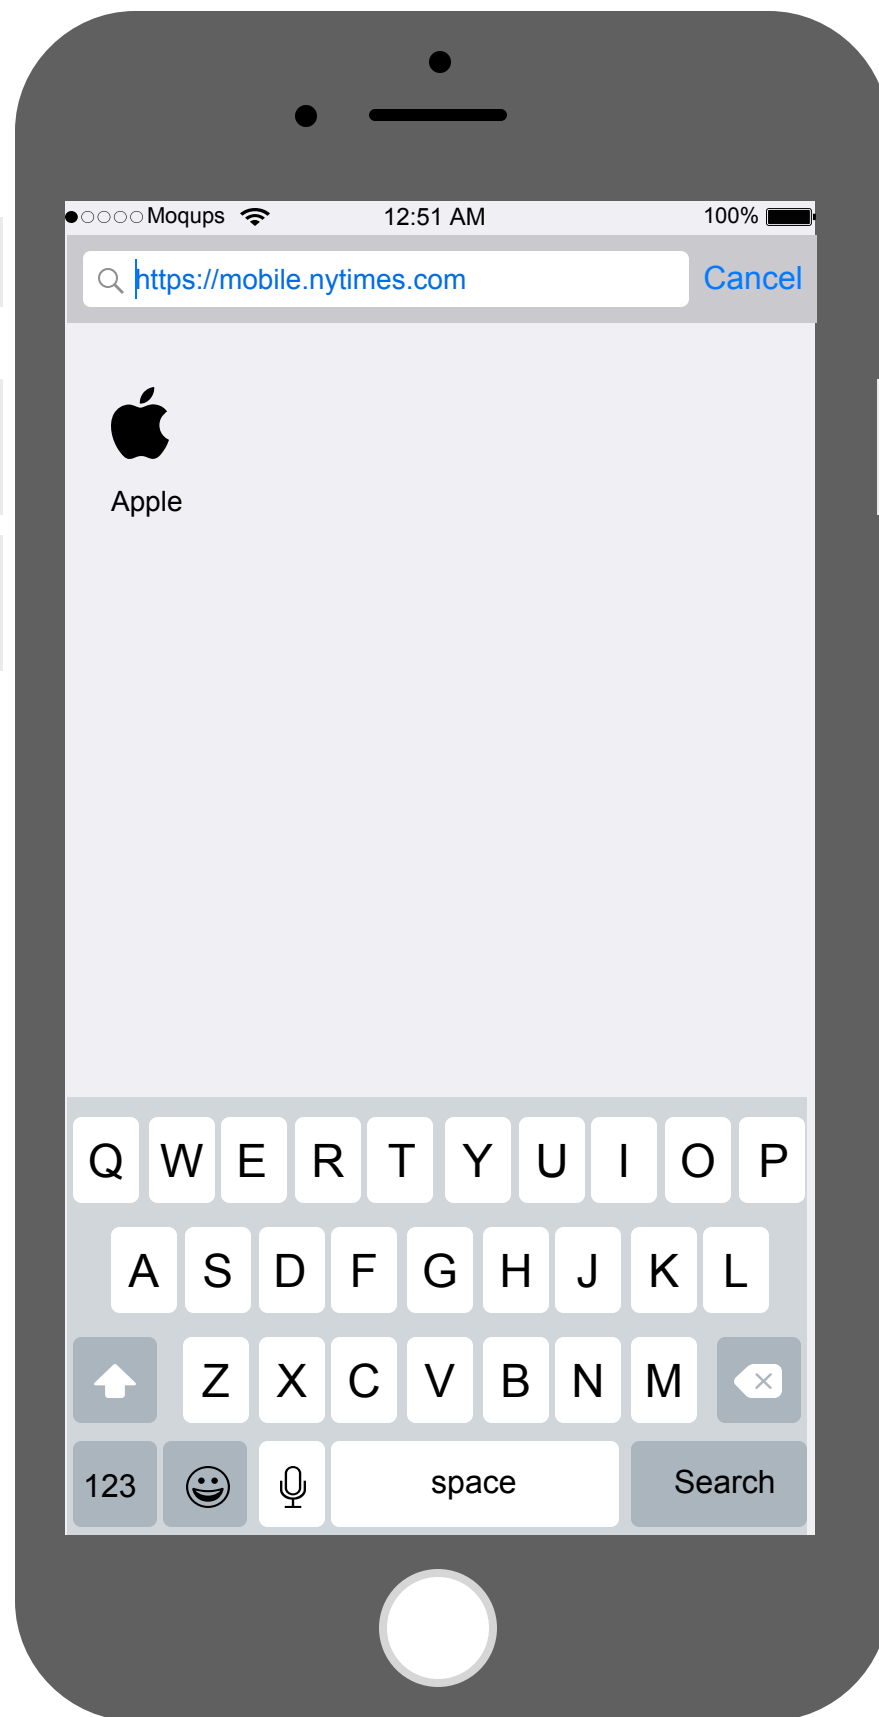 Moqups 12:51 AM 100%
https://mobile.nytimes.com Cancel
Apple
Q W E R T Y U I O P
A S D F G H J K L
Z X C V B N M
123 space Search